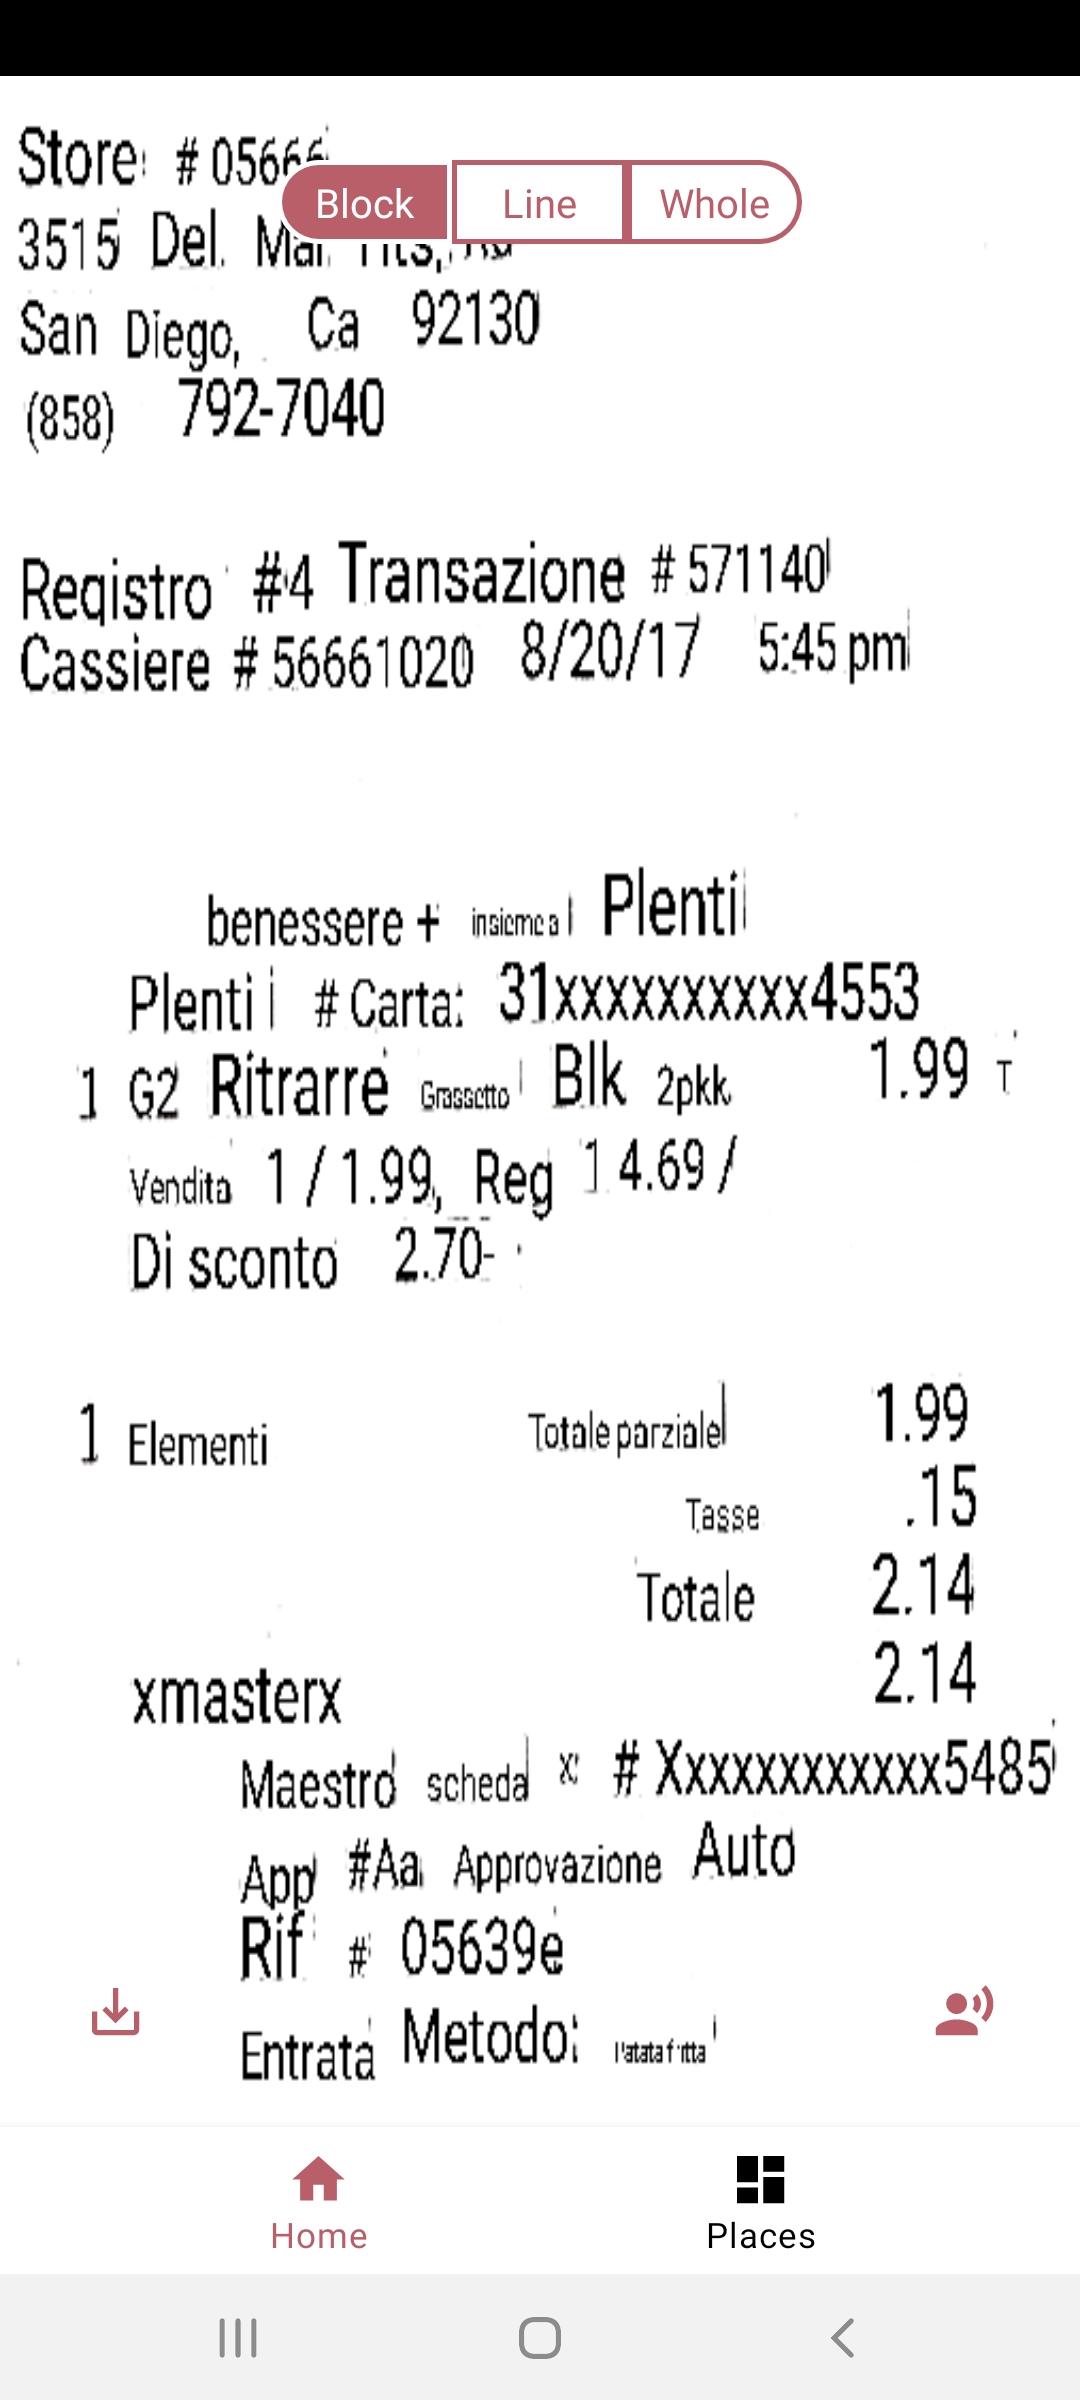 Store # 05666
Block Line Whole
3515 Del. Mar
San Diego, Ca 92130
(858) 792-7040
Registro #4 Transazione # 571140
Cassiere # 56661020 8/20/17 5:45 pm
benessere + insieme a Plenti
Plenti # Carta: 31xxxxxxxxxx4553
1 G2 Ritrarre Grassetto Blk 2pkk 1.99 T
Vendita 1 / 1.99, Reg 1 4.69 /
Di sconto 2.70-
1 Elementi Totale parziale 1.99
Tasse .15
Totale 2.14
xmasterx 2.14
Maestro scheda x: # Xxxxxxxxxxxx5485
App #Aa Approvazione Auto
Rif # 05639e
Entrata Metodo: Patata fritta
Home Places